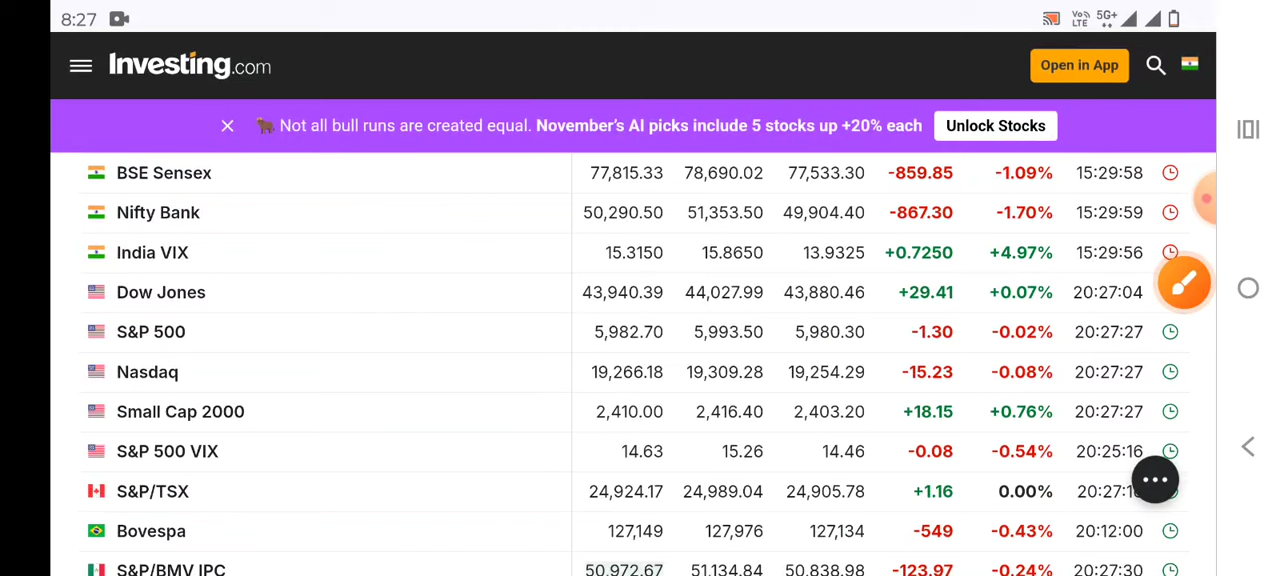 8:27 Vo) LTE 5G+
Investing.com Open in App
Not all bull runs are created equal. November's AI picks include 5 stocks up +20% each Unlock Stocks
BSE Sensex 77,815.33 78,690.02 77,533.30 -859.85 -1.09% 15:29:58
Nifty Bank 50,290.50 51,353.50 49,904.40 -867.30 -1.70% 15:29:59
India VIX 15.3150 15.8650 13.9325 +0.7250 +4.97% 15:29:56
Dow Jones 43,940.39 44,027.99 43,880.46 +29.41 +0.07% 20:27:04
S&P 500 5,982.70 5,993.50 5,980.30 -1.30 -0.02% 20:27:27
Nasdaq 19,266.18 19,309.28 19,254.29 -15.23 -0.08% 20:27:27
Small Cap 2000 2,410.00 2,416.40 2,403.20 +18.15 +0.76% 20:27:27
S&P 500 VIX 14.63 15.26 14.46 -0.08 -0.54% 20:25:16
S&P/TSX 24,924.17 24,989.04 24,905.78 +1.16 0.00%
Bovespa 127,149 127,976 127,134 -549 -0.43% 20:12:00
S&P/BMV IPC 50,972.67 51,134.84 50,838.98 -123.97 -0.24% 20:27:30